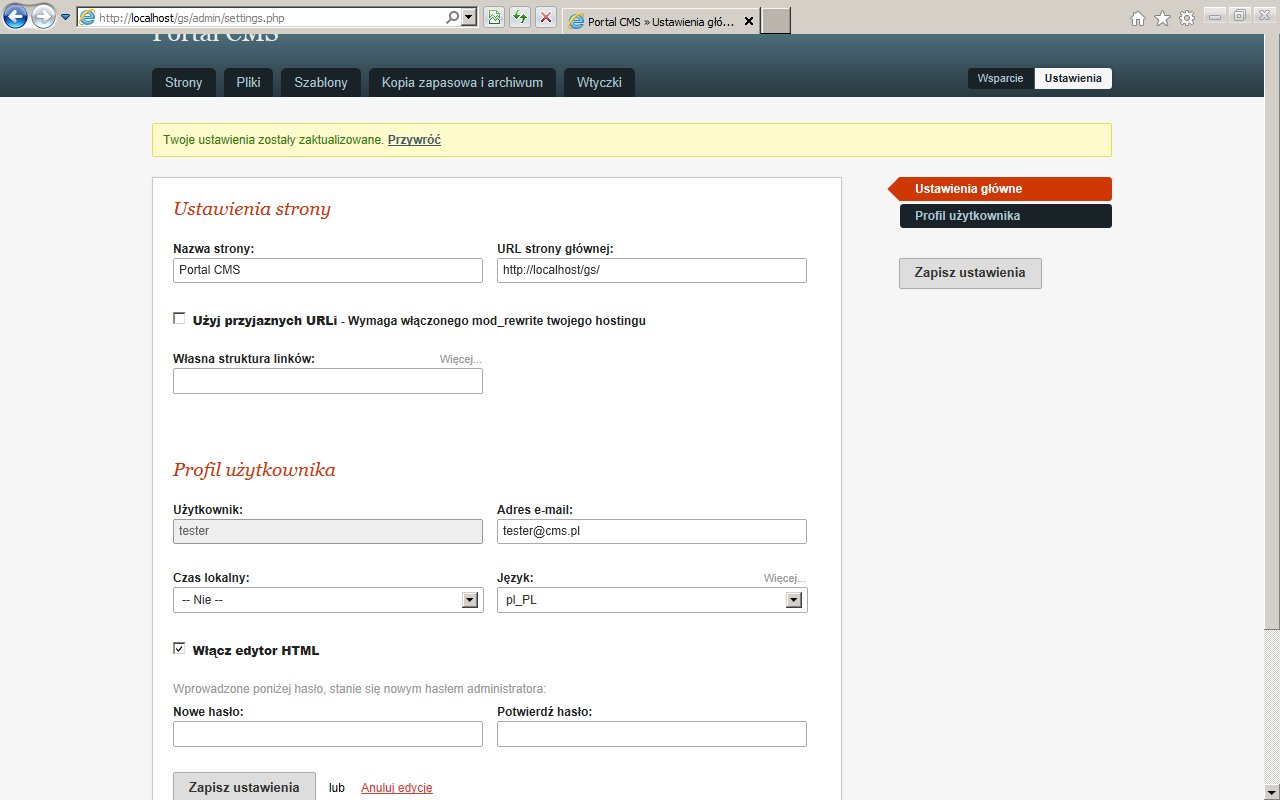 http://localhost/gs/admin/settings.php
Portal CMS » Ustawienia głó...
Portal CMS
Strony Pliki Szablony Kopia zapasowa i archiwum Wtyczki Wsparcie Ustawienia
Twoje ustawienia zostały zaktualizowane. Przywróć
Ustawienia strony
Nazwa strony: URL strony głównej:
Portal CMS http://localhost/gs/
Użyj przyjaznych URLi - Wymaga włączonego mod_rewrite twojego hostingu
Własna struktura linków: Więcej...
Profil użytkownika
Użytkownik: Adres e-mail:
tester tester@cms.pl
Czas lokalny: Język: Więcej...
-- Nie -- pl_PL
Włącz edytor HTML
Wprowadzone poniżej hasło, stanie się nowym hasłem administratora:
Nowe hasło: Potwierdź hasło:
Zapisz ustawienia lub Anuluj edycje
Ustawienia główne
Profil użytkownika
Zapisz ustawienia